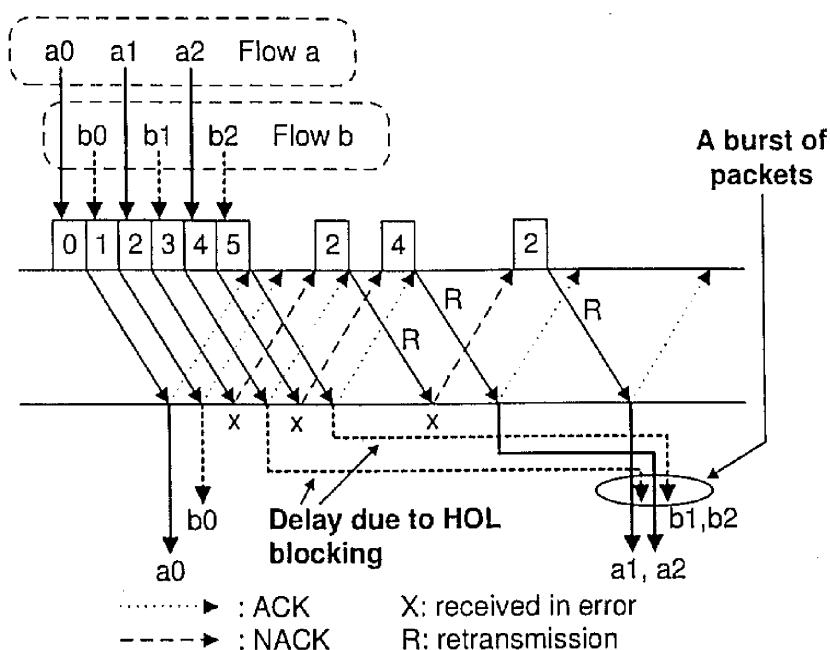 a0 a1 a2 Flow a
b0 b1 b2 Flow b
A burst of
packets
0 1 2 3 4 5 2 4 2
R
R R
x x x
b0
Delay due to HOL
blocking
b1,b2
a0
a1, a2
: ACK X: received in error
: NACK R: retransmission